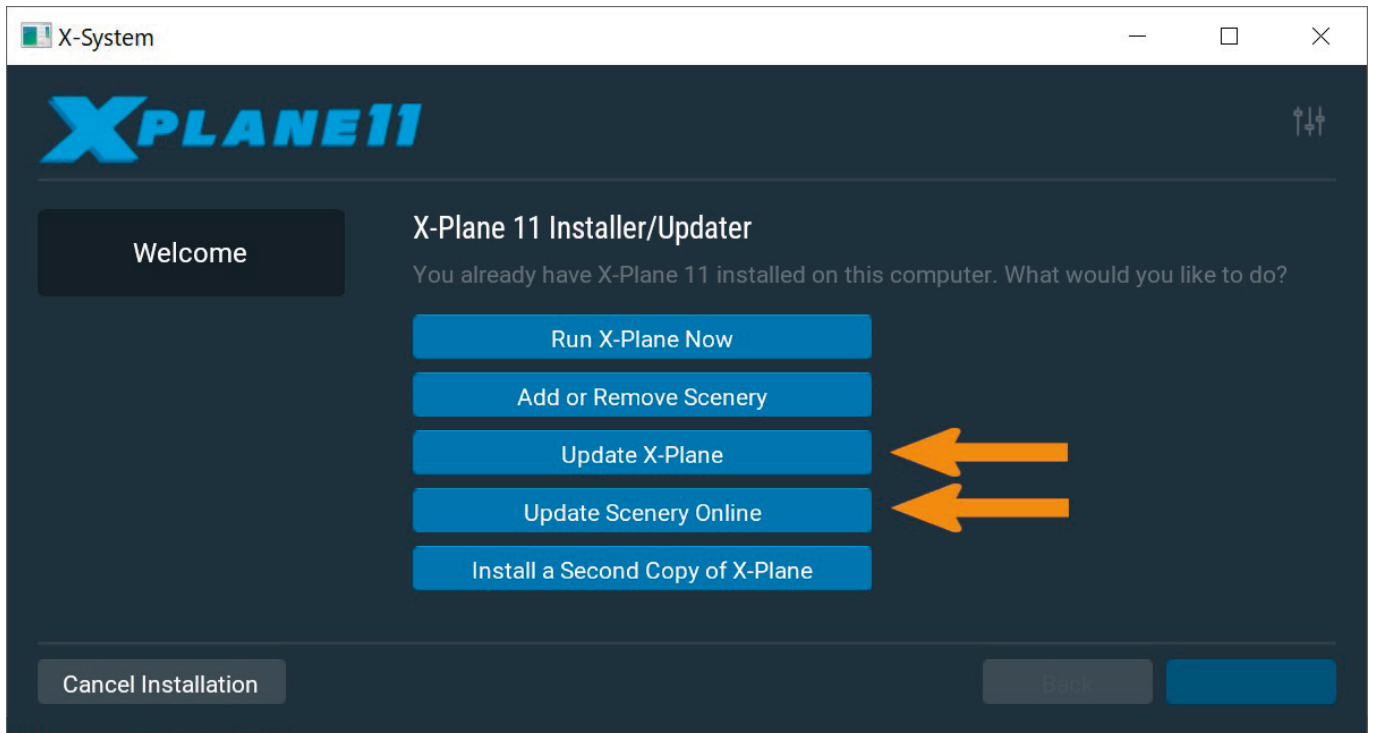 X-System
XPLANE11
Welcome
X-Plane 11 Installer/Updater
You already have X-Plane 11 installed on this computer. What would you like to do?
Run X-Plane Now
Add or Remove Scenery
Update X-Plane
Update Scenery Online
Install a Second Copy of X-Plane
Cancel Installation
Back